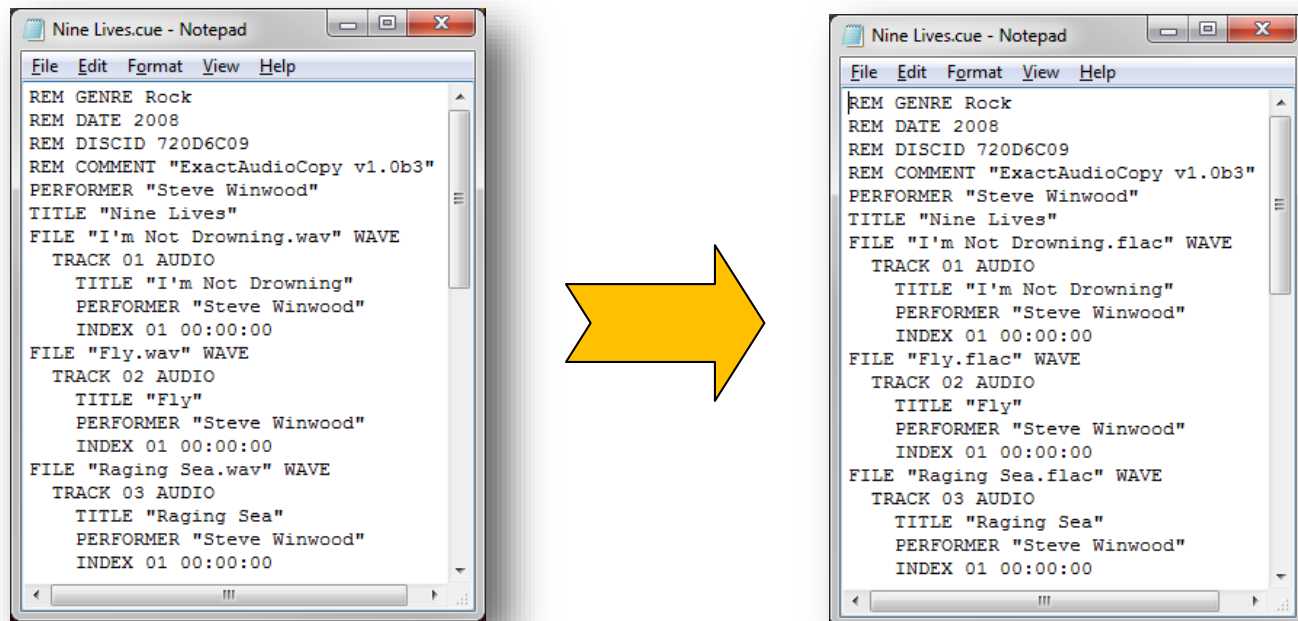 Nine Lives.cue - Notepad
File Edit Format View Help
REM GENRE Rock
REM DATE 2008
REM DISCID 720D6C09
REM COMMENT "ExactAudioCopy v1.0b3"
PERFORMER "Steve Winwood"
TITLE "Nine Lives"
FILE "I'm Not Drowning.wav" WAVE
  TRACK 01 AUDIO
    TITLE "I'm Not Drowning"
    PERFORMER "Steve Winwood"
    INDEX 01 00:00:00
FILE "Fly.wav" WAVE
  TRACK 02 AUDIO
    TITLE "Fly"
    PERFORMER "Steve Winwood"
    INDEX 01 00:00:00
FILE "Raging Sea.wav" WAVE
  TRACK 03 AUDIO
    TITLE "Raging Sea"
    PERFORMER "Steve Winwood"
    INDEX 01 00:00:00
Nine Lives.cue - Notepad
File Edit Format View Help
REM GENRE Rock
REM DATE 2008
REM DISCID 720D6C09
REM COMMENT "ExactAudioCopy v1.0b3"
PERFORMER "Steve Winwood"
TITLE "Nine Lives"
FILE "I'm Not Drowning.flac" WAVE
  TRACK 01 AUDIO
    TITLE "I'm Not Drowning"
    PERFORMER "Steve Winwood"
    INDEX 01 00:00:00
FILE "Fly.flac" WAVE
  TRACK 02 AUDIO
    TITLE "Fly"
    PERFORMER "Steve Winwood"
    INDEX 01 00:00:00
FILE "Raging Sea.flac" WAVE
  TRACK 03 AUDIO
    TITLE "Raging Sea"
    PERFORMER "Steve Winwood"
    INDEX 01 00:00:00